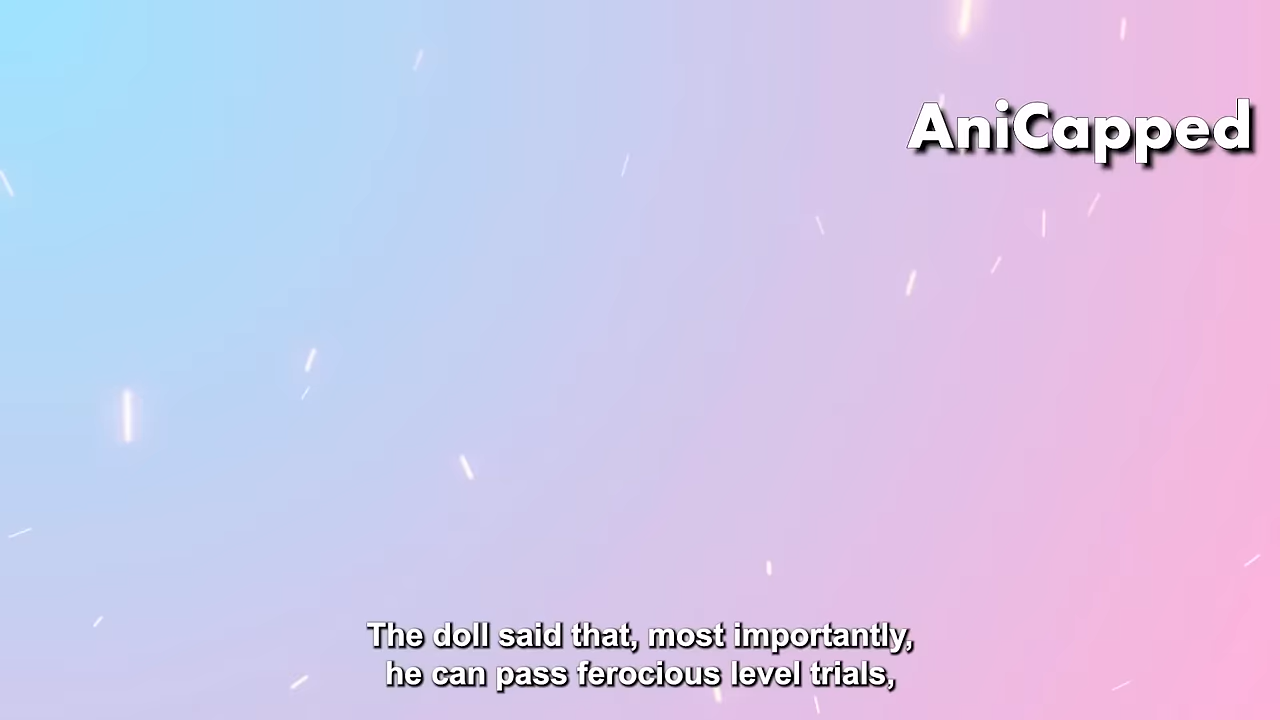 AniCapped
The doll said that, most importantly,
he can pass ferocious level trials,